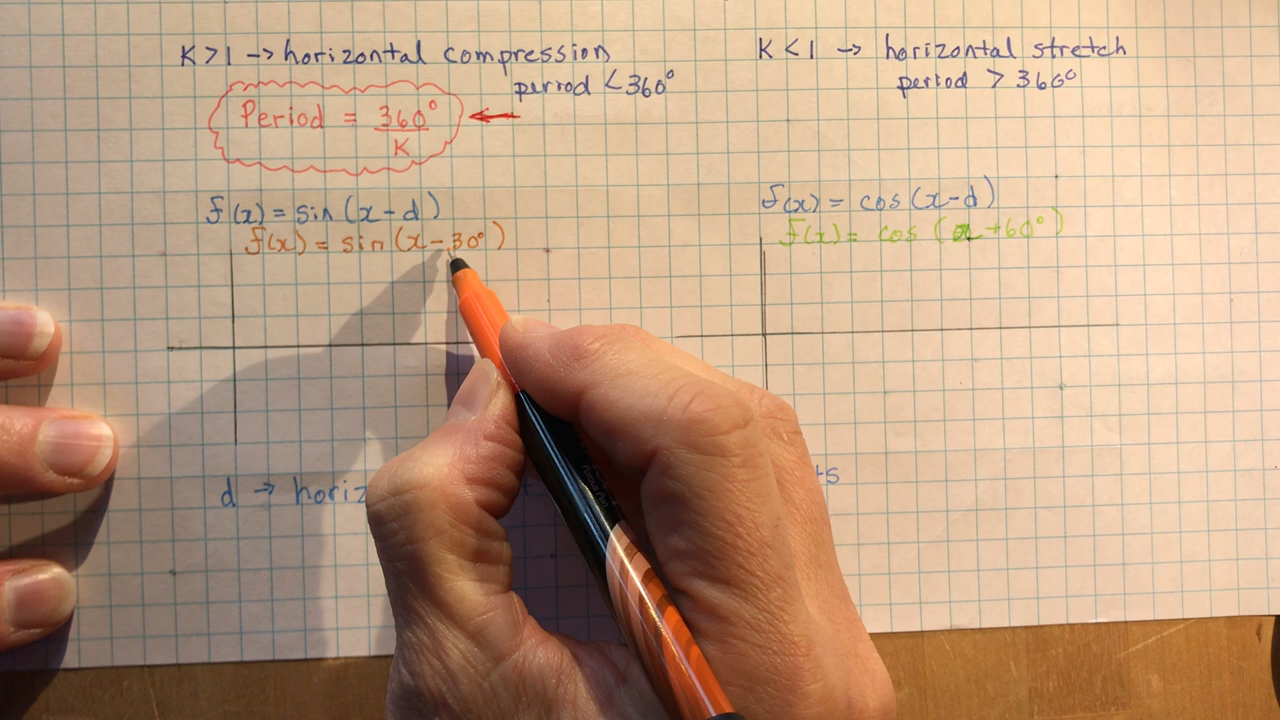 K > 1 → horizontal compression
period < 360°
Period = 360° / K
K < 1 → horizontal stretch
period > 360°
f(x) = sin (x - d)
f(x) = sin (x - 30°)
f(x) = cos (x - d)
f(x) = cos (x + 60°)
d → horiz
ts